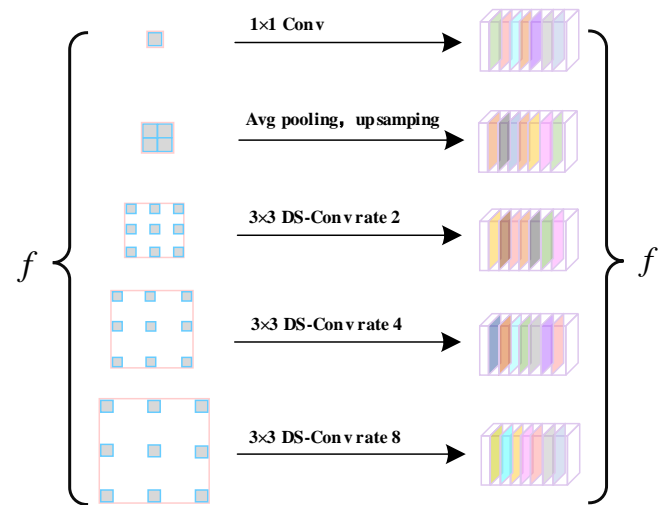 1×1 Conv
Avg pooling, upsamping
3×3 DS-Conv rate 2
f
f
3×3 DS-Conv rate 4
3×3 DS-Conv rate 8